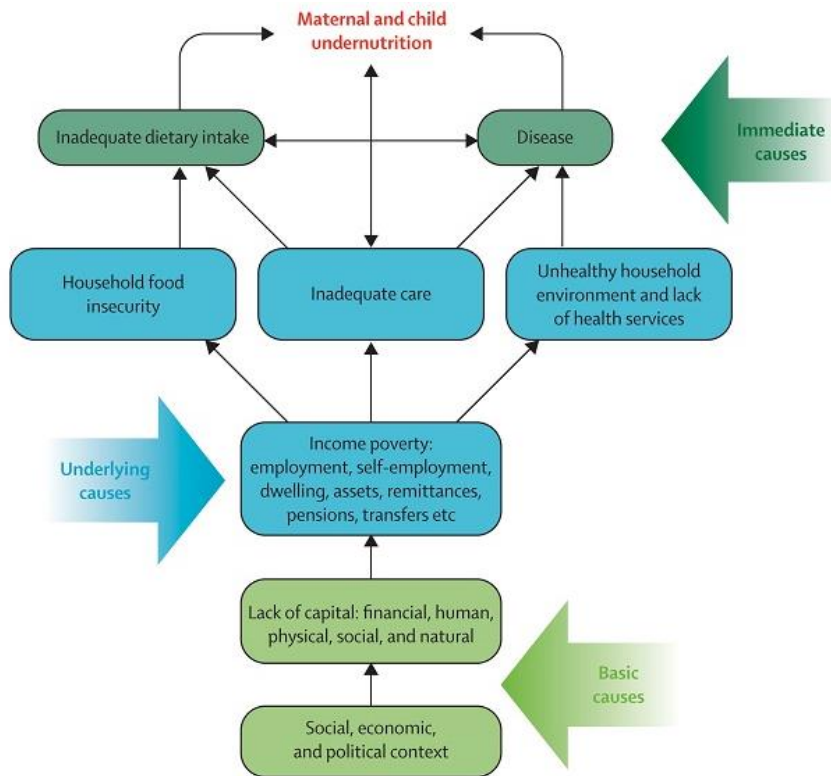 Maternal and child
undernutrition
Inadequate dietary intake
Disease
Immediate
causes
Household food
insecurity
Inadequate care
Unhealthy household
environment and lack
of health services
Underlying
causes
Income poverty:
employment, self-employment,
dwelling, assets, remittances,
pensions, transfers etc
Lack of capital: financial, human,
physical, social, and natural
Basic
causes
Social, economic,
and political context